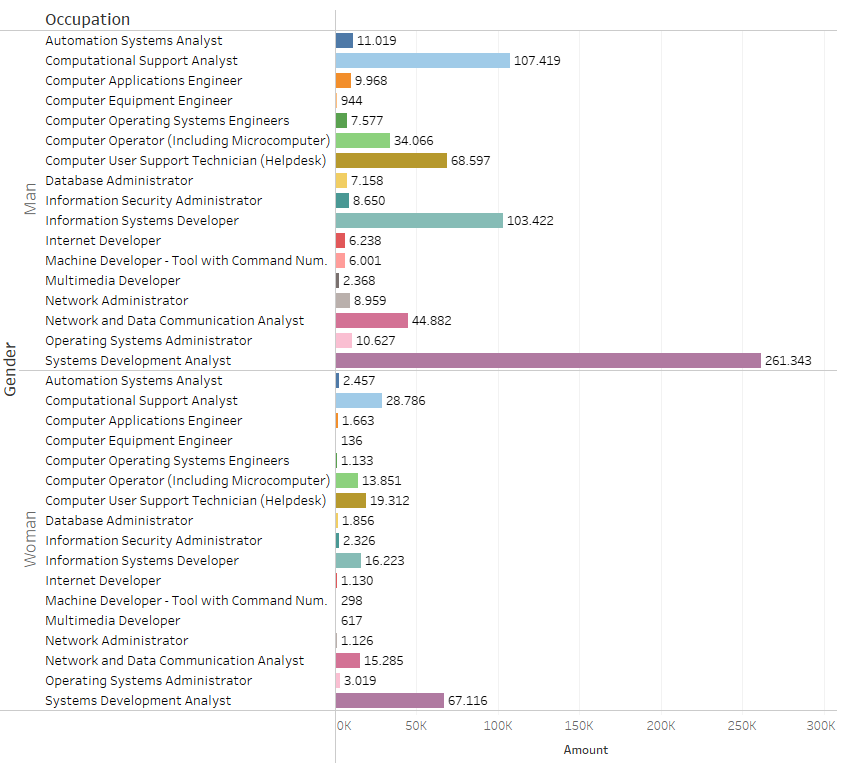 Occupation
Gender
Man
Automation Systems Analyst 11.019
Computational Support Analyst 107.419
Computer Applications Engineer 9.968
Computer Equipment Engineer 944
Computer Operating Systems Engineers 7.577
Computer Operator (Including Microcomputer) 34.066
Computer User Support Technician (Helpdesk) 68.597
Database Administrator 7.158
Information Security Administrator 8.650
Information Systems Developer 103.422
Internet Developer 6.238
Machine Developer - Tool with Command Num. 6.001
Multimedia Developer 2.368
Network Administrator 8.959
Network and Data Communication Analyst 44.882
Operating Systems Administrator 10.627
Systems Development Analyst 261.343
Woman
Automation Systems Analyst 2.457
Computational Support Analyst 28.786
Computer Applications Engineer 1.663
Computer Equipment Engineer 136
Computer Operating Systems Engineers 1.133
Computer Operator (Including Microcomputer) 13.851
Computer User Support Technician (Helpdesk) 19.312
Database Administrator 1.856
Information Security Administrator 2.326
Information Systems Developer 16.223
Internet Developer 1.130
Machine Developer - Tool with Command Num. 298
Multimedia Developer 617
Network Administrator 1.126
Network and Data Communication Analyst 15.285
Operating Systems Administrator 3.019
Systems Development Analyst 67.116
0K 50K 100K 150K 200K 250K 300K
Amount